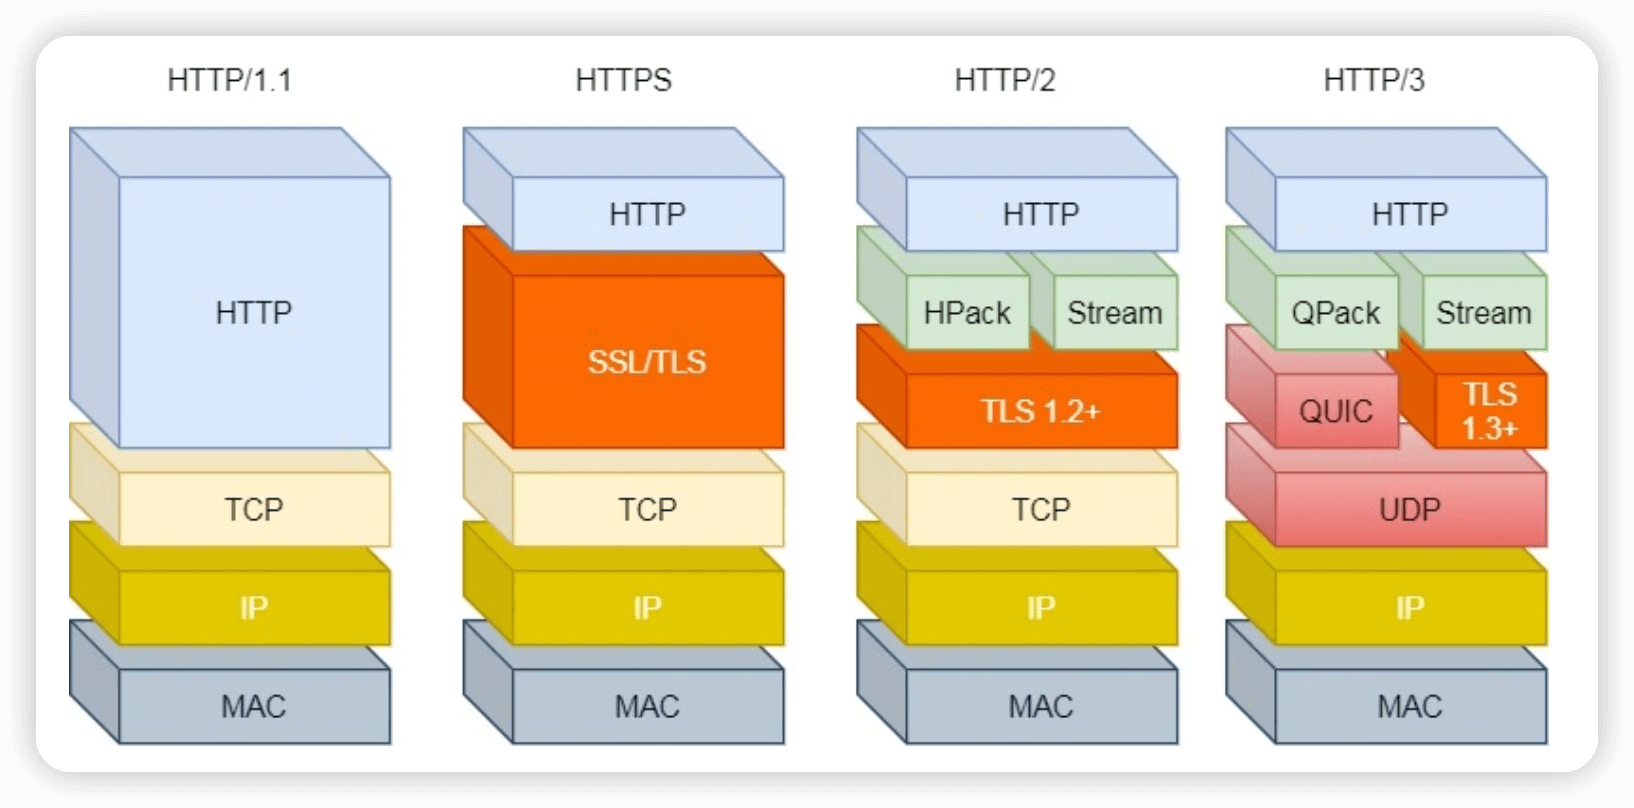 HTTP/1.1
HTTP
TCP
IP
MAC
HTTPS
HTTP
SSL/TLS
TCP
IP
MAC
HTTP/2
HTTP
HPack
Stream
TLS 1.2+
TCP
IP
MAC
HTTP/3
HTTP
QPack
Stream
QUIC
TLS
1.3+
UDP
IP
MAC